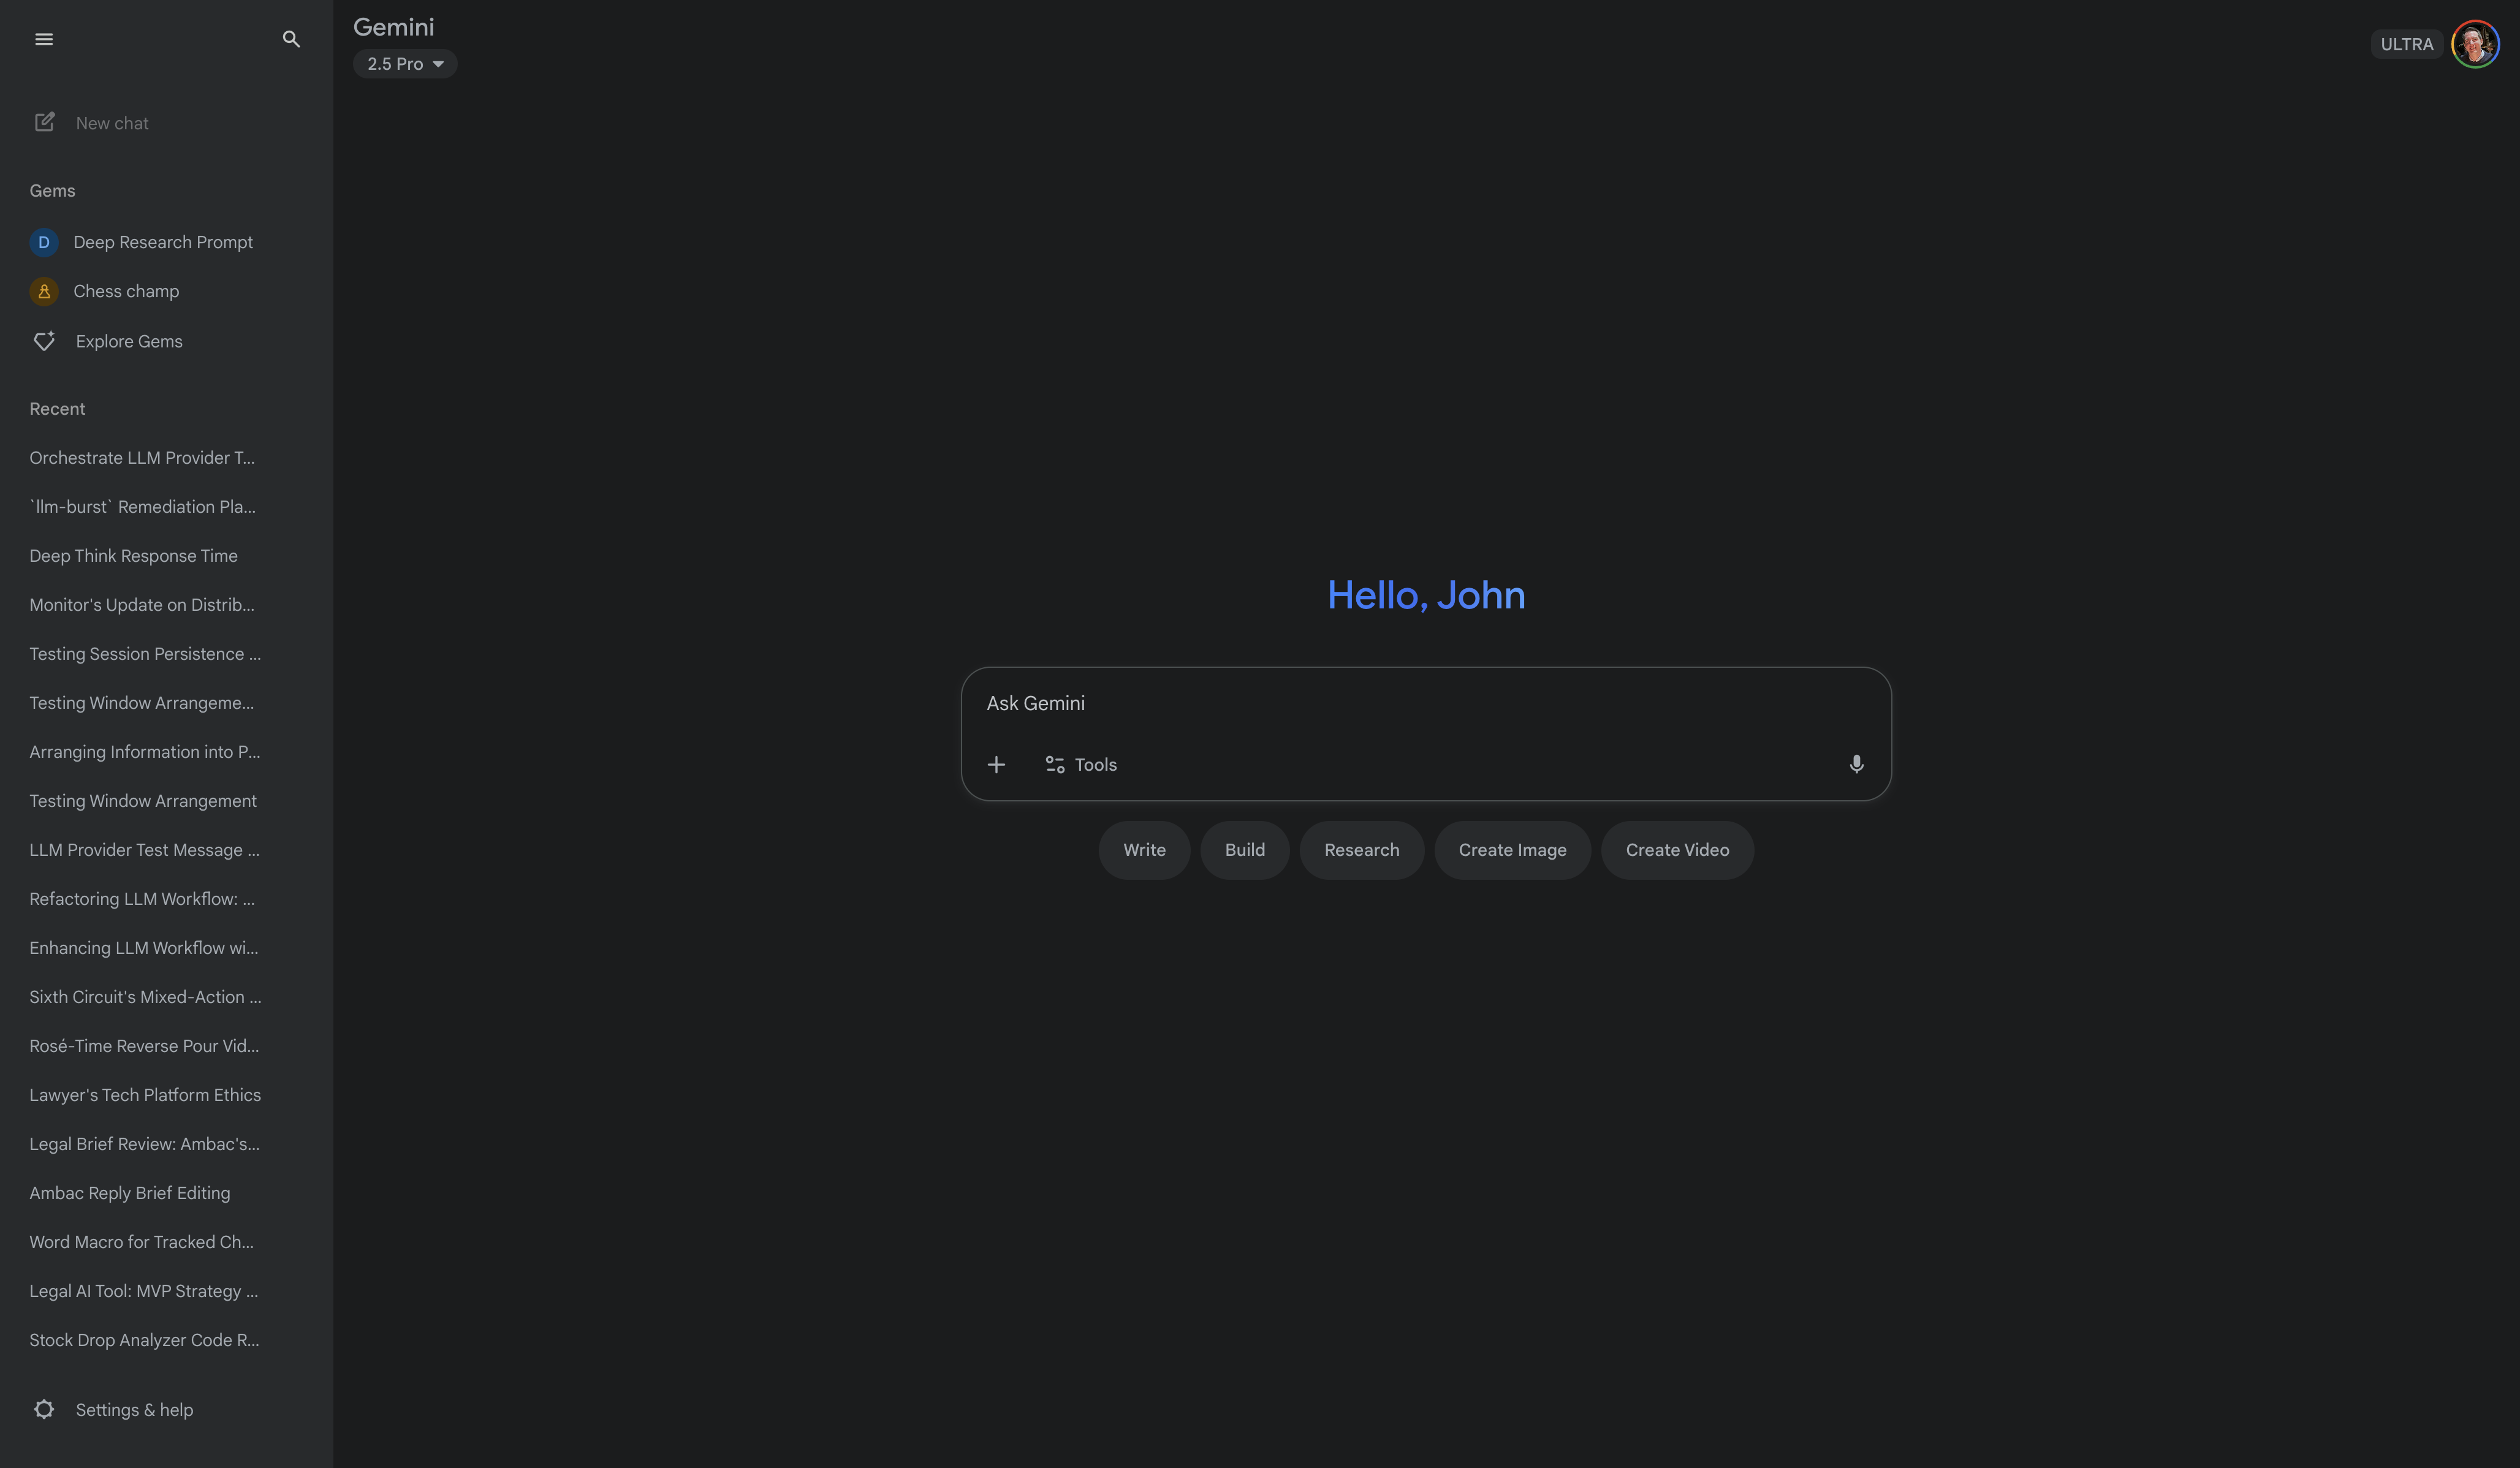 Gemini
2.5 Pro
ULTRA
New chat
Gems
D
Deep Research Prompt
Chess champ
Explore Gems
Recent
Orchestrate LLM Provider T...
`llm-burst` Remediation Pla...
Deep Think Response Time
Monitor's Update on Distrib...
Testing Session Persistence ...
Testing Window Arrangeme...
Arranging Information into P...
Testing Window Arrangement
LLM Provider Test Message ...
Refactoring LLM Workflow: ...
Enhancing LLM Workflow wi...
Sixth Circuit's Mixed-Action ...
Rosé-Time Reverse Pour Vid...
Lawyer's Tech Platform Ethics
Legal Brief Review: Ambac's...
Ambac Reply Brief Editing
Word Macro for Tracked Ch...
Legal AI Tool: MVP Strategy ...
Stock Drop Analyzer Code R...
Settings & help
Hello, John
Ask Gemini
Tools
Write
Build
Research
Create Image
Create Video